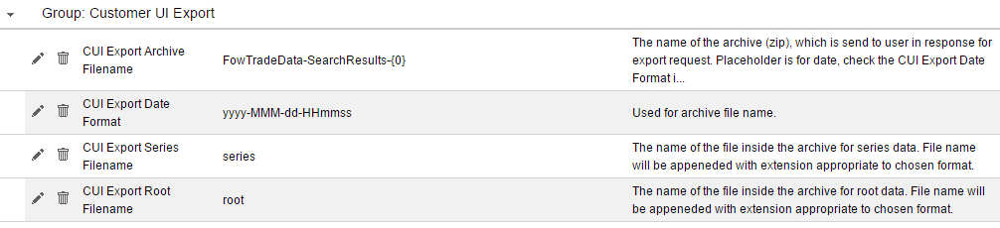 Group: Customer UI Export
CUI Export Archive
Filename
FowTradeData-SearchResults-{0}
The name of the archive (zip), which is send to user in response for
export request. Placeholder is for date, check the CUI Export Date
Format i...
CUI Export Date
Format
yyyy-MMM-dd-HHmmss
Used for archive file name.
CUI Export Series
Filename
series
The name of the file inside the archive for series data. File name
will be appeneded with extension appropriate to chosen format.
CUI Export Root
Filename
root
The name of the file inside the archive for root data. File name will
be appeneded with extension appropriate to chosen format.